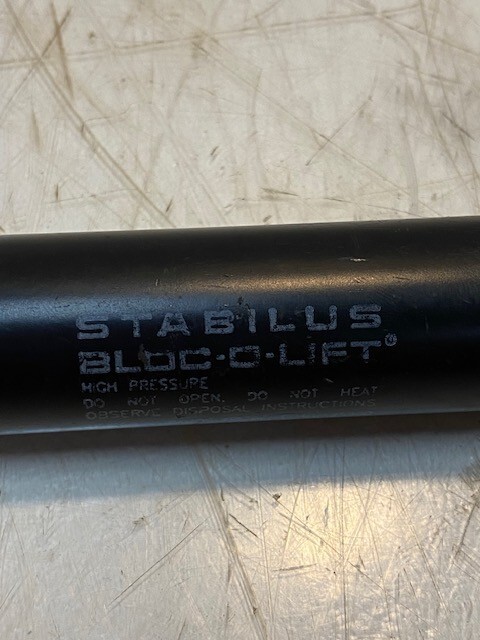 STABILUS
BLOC-O-LIFT®
HIGH PRESSURE
DO NOT OPEN. DO NOT HEAT
OBSERVE DISPOSAL INSTRUCTIONS